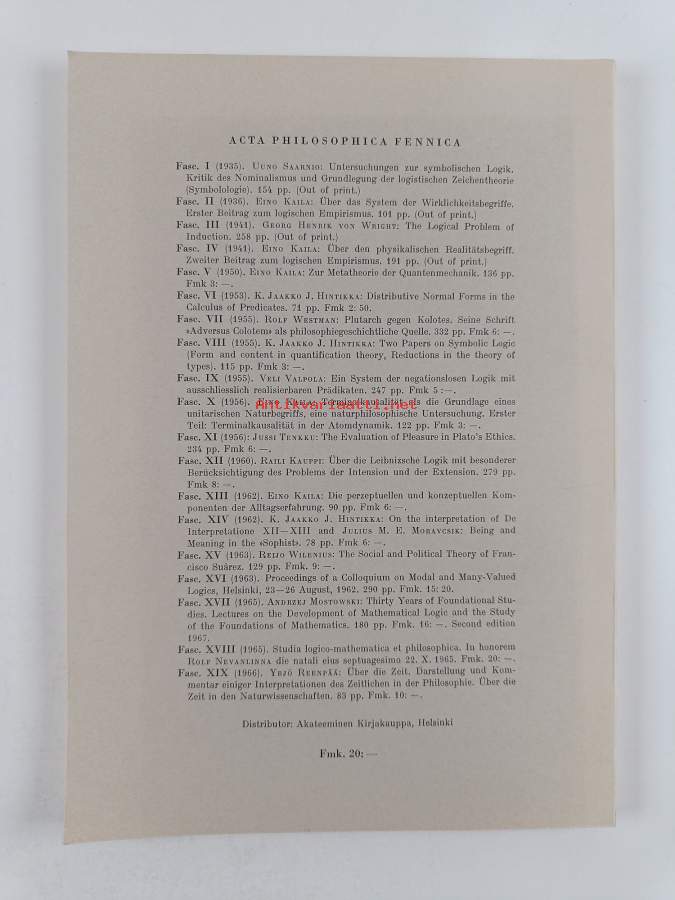 ACTA PHILOSOPHICA FENNICA
Fasc. I (1935). UUNO SAARNIO: Untersuchungen zur symbolischen Logik.
Kritik des Nominalismus und Grundlegung der logistischen Zeichentheorie
(Symbolologie). 154 pp. (Out of print.)
Fasc. II (1936). EINO KAILA: Über das System der Wirklichkeitsbegriffe.
Erster Beitrag zum logischen Empirismus. 101 pp. (Out of print.)
Fasc. III (1941). GEORG HENRIK VON WRIGHT: The Logical Problem of
Induction. 258 pp. (Out of print.)
Fasc. IV (1941). EINO KAILA: Über den physikalischen Realitätsbegriff.
Zweiter Beitrag zum logischen Empirismus. 191 pp. (Out of print.)
Fasc. V (1950). EINO KAILA: Zur Metatheorie der Quantenmechanik. 136 pp.
Fmk 3: —.
Fasc. VI (1953). K. JAAKKO J. HINTIKKA: Distributive Normal Forms in the
Calculus of Predicates. 71 pp. Fmk 2: 50.
Fasc. VII (1955). ROLF WESTMAN: Plutarch gegen Kolotes. Seine Schrift
»Adversus Colotem» als philosophiegeschichtliche Quelle. 332 pp. Fmk 6: —.
Fasc. VIII (1955). K. JAAKKO J. HINTIKKA: Two Papers on Symbolic Logic
(Form and content in quantification theory, Reductions in the theory of
types). 115 pp. Fmk 3: —.
Fasc. IX (1955). VELI VALPOLA: Ein System der negationslosen Logik mit
ausschliesslich realisierbaren Prädikaten. 247 pp. Fmk 5 :—.
Fasc. X (1956). EINO KAILA: Terminalkausalität als die Grundlage eines
unitarischen Naturbegriffs, eine naturphilosophische Untersuchung. Erster
Teil: Terminalkausalität in der Atomdynamik. 122 pp. Fmk 3: —.
Antikvariaatti.net
Fasc. XI (1956): JUSSI TENKKU: The Evaluation of Pleasure in Plato's Ethics.
234 pp. Fmk 6: —.
Fasc. XII (1960). RAILI KAUPPI: Über die Leibnizsche Logik mit besonderer
Berücksichtigung des Problems der Intension und der Extension. 279 pp.
Fmk 8: —.
Fasc. XIII (1962). EINO KAILA: Die perzeptuellen und konzeptuellen Kom-
ponenten der Alltagserfahrung. 90 pp. Fmk 6: —.
Fasc. XIV (1962). K. JAAKKO J. HINTIKKA: On the interpretation of De
Interpretatione XII—XIII and JULIUS M. E. MORAVCSIK: Being and
Meaning in the »Sophist». 78 pp. Fmk 6: —.
Fasc. XV (1963). REIJO WILENIUS: The Social and Political Theory of Fran-
cisco Suárez. 129 pp. Fmk. 9: —.
Fasc. XVI (1963). Proceedings of a Colloquium on Modal and Many-Valued
Logics, Helsinki, 23—26 August, 1962. 290 pp. Fmk. 15: 20.
Fasc. XVII (1965). ANDRZEJ MOSTOWSKI: Thirty Years of Foundational Stu-
dies. Lectures on the Development of Mathematical Logic and the Study
of the Foundations of Mathematics. 180 pp. Fmk. 16: —. Second edition
1967.
Fasc. XVIII (1965). Studia logico-mathematica et philosophica. In honorem
ROLF NEVANLINNA die natali eius septuagesimo 22. X. 1965. Fmk. 20: —.
Fasc. XIX (1966). YRJÖ REENPÄÄ: Über die Zeit. Darstellung und Kom-
mentar einiger Interpretationen des Zeitlichen in der Philosophie. Über die
Zeit in den Naturwissenschaften. 83 pp. Fmk. 10: —.
Distributor: Akateeminen Kirjakauppa, Helsinki
Fmk. 20: —